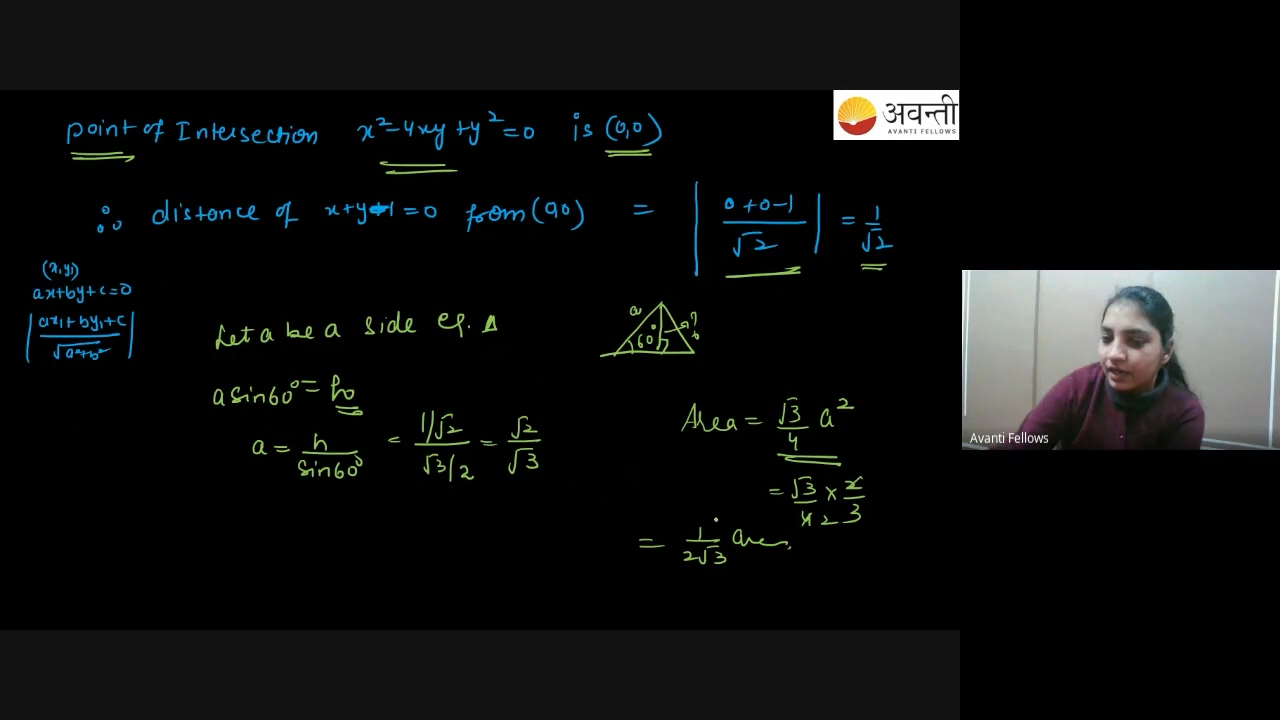 अवन्ती
AVANTI FELLOWS
point of Intersection x²-4xy+y²=0 is (0,0)
∴ distance of x+y-1=0 from (0,0) = |0+0-1/√2| = 1/√2
(x,y₁)
ax+by+c=0
|ax₁+by₁+c/√a²+b²|
Let a be a side eq. Δ
a
60°
a sin60° = h
a = h/sin60° = 1/√2/√3/2 = √2/√3
Area = √3/4 a²
= √3/4 2 × 2/3
= 1/2√3 area
Avanti Fellows